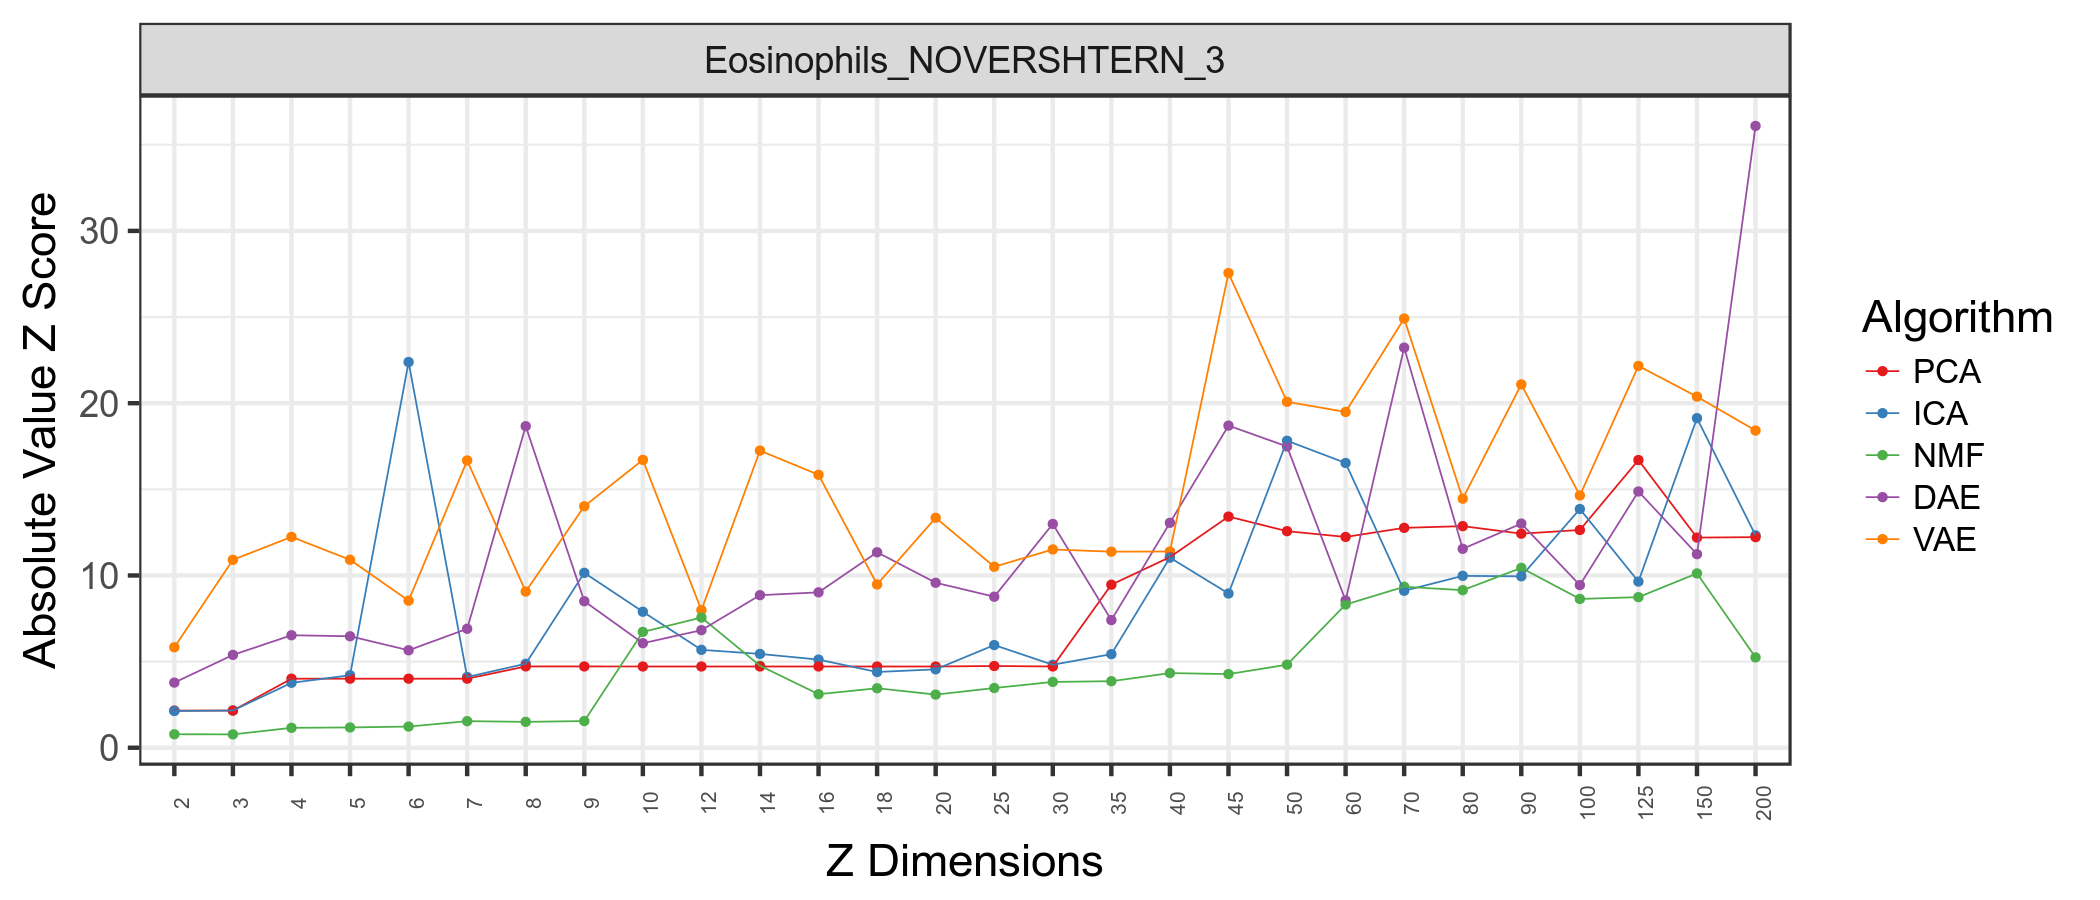 Eosinophils_NOVERSHTERN_3
Absolute Value Z Score
30
20
10
0
2 3 4 5 6 7 8 9 10 12 14 16 18 20 25 30 35 40 45 50 60 70 80 90 100 125 150 200
Z Dimensions
Algorithm
PCA
ICA
NMF
DAE
VAE